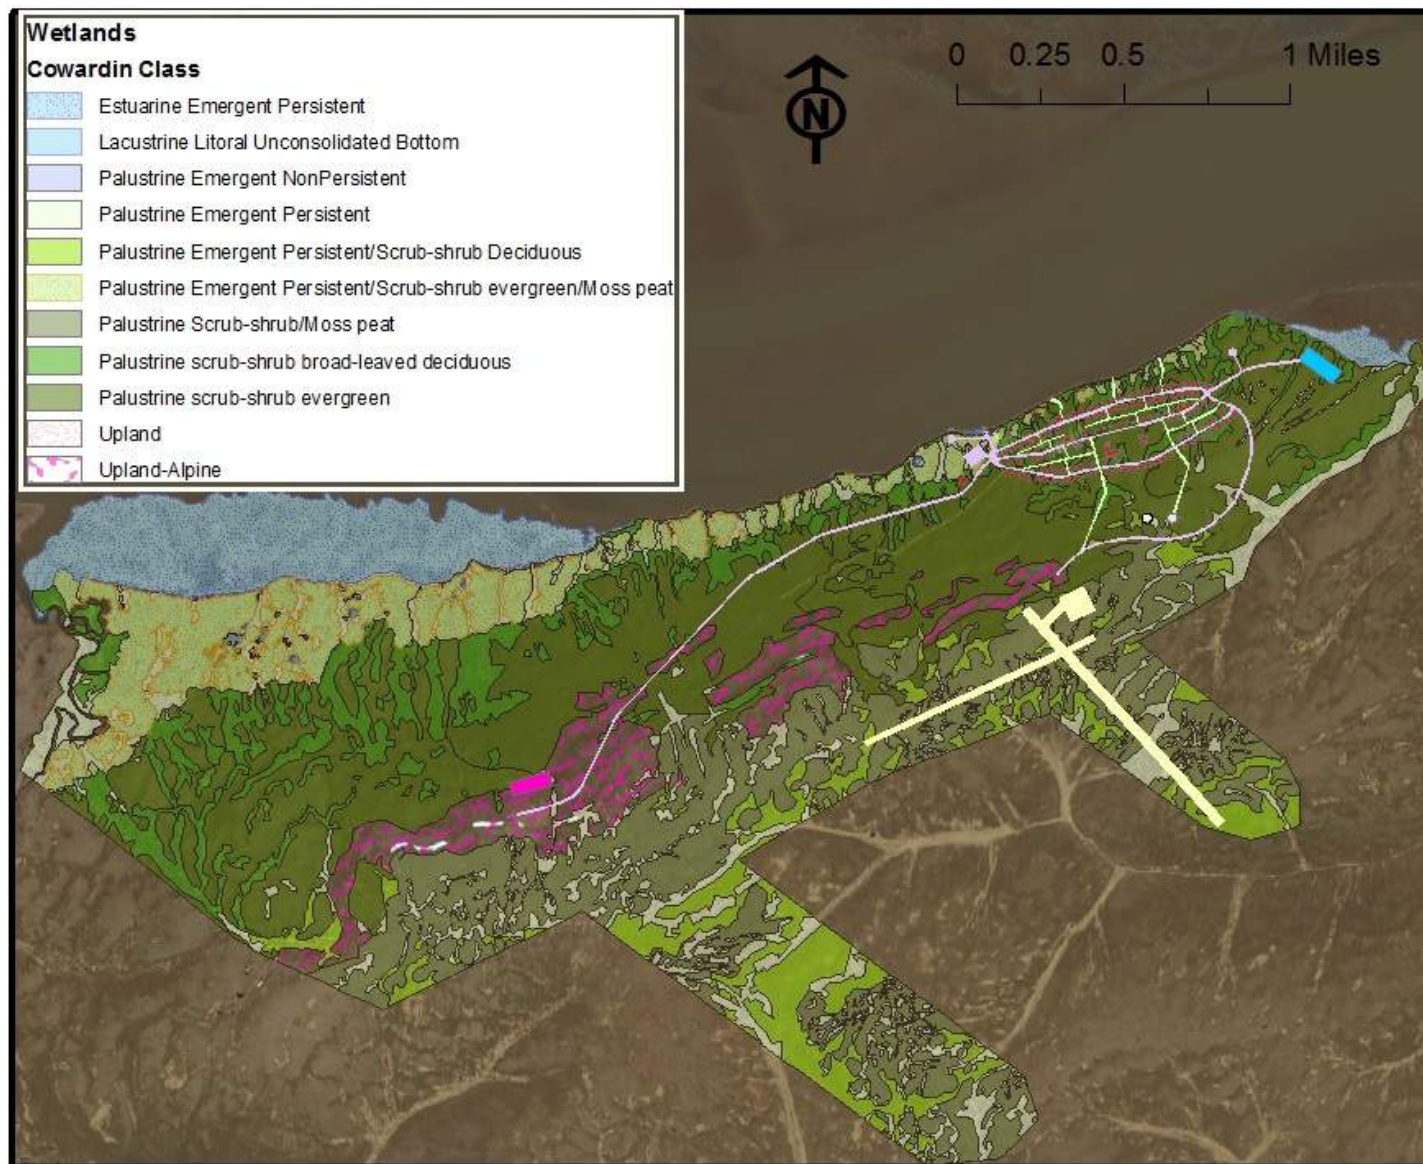 Wetlands
Cowardin Class
Estuarine Emergent Persistent
Lacustrine Litoral Unconsolidated Bottom
Palustrine Emergent NonPersistent
Palustrine Emergent Persistent
Palustrine Emergent Persistent/Scrub-shrub Deciduous
Palustrine Emergent Persistent/Scrub-shrub evergreen/Moss peat
Palustrine Scrub-shrub/Moss peat
Palustrine scrub-shrub broad-leaved deciduous
Palustrine scrub-shrub evergreen
Upland
Upland-Alpine
N
0 0.25 0.5 1 Miles